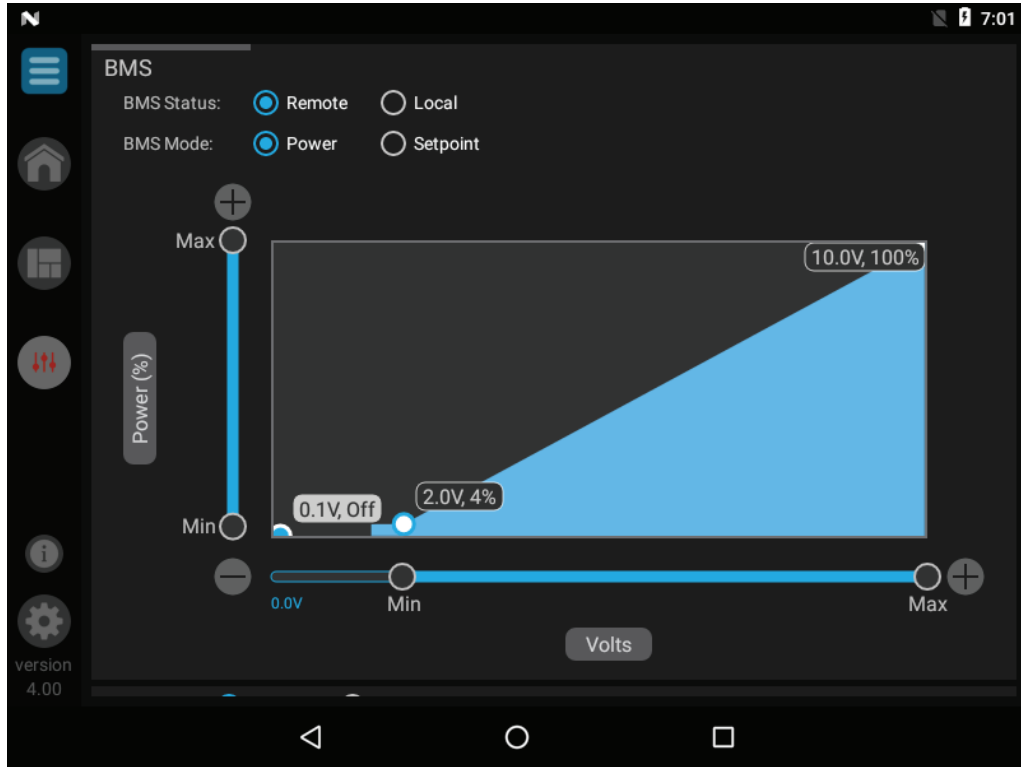 7:01
BMS
BMS Status: Remote Local
BMS Mode: Power Setpoint
Max
10.0V, 100%
Power (%)
2.0V, 4%
0.1V, Off
Min
0.0V Min Max
Volts
version
4.00